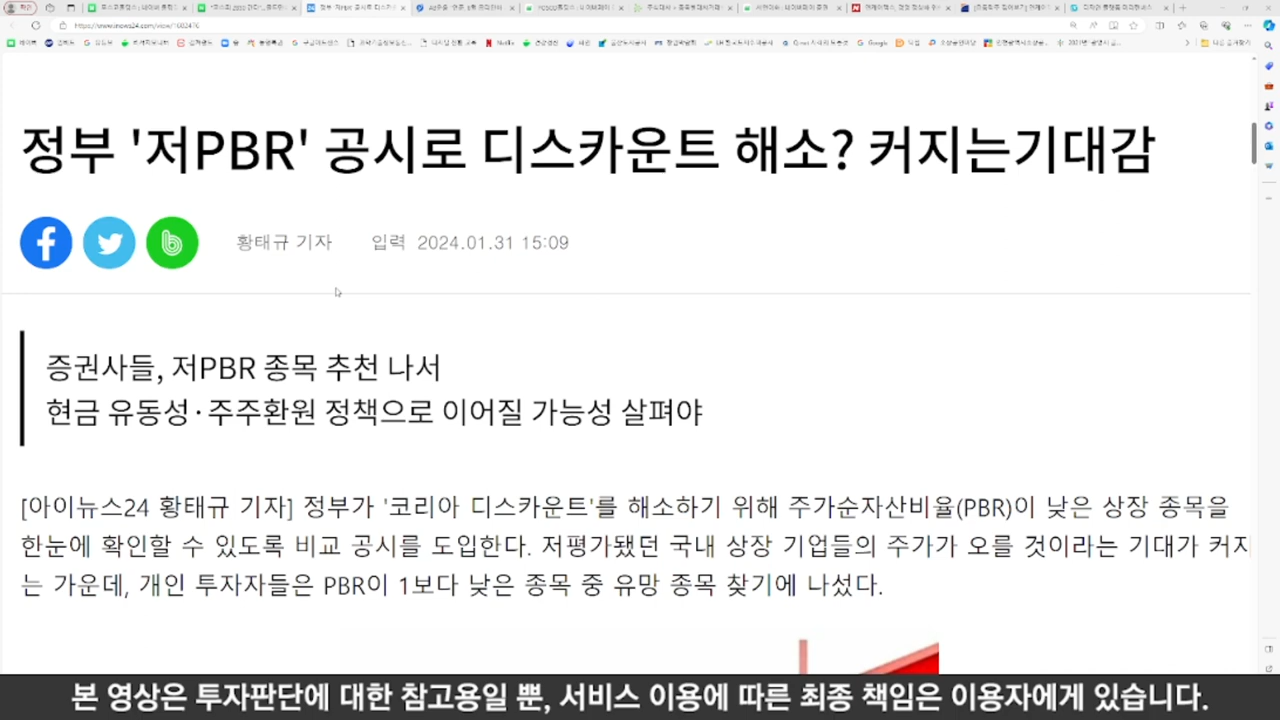 https://www.inews24.com/view/1682476
Netflix
Google
정부 '저PBR' 공시로 디스카운트 해소? 커지는기대감
황태규 기자 입력 2024.01.31 15:09
증권사들, 저PBR 종목 추천 나서
현금 유동성·주주환원 정책으로 이어질 가능성 살펴야
[아이뉴스24 황태규 기자] 정부가 '코리아 디스카운트'를 해소하기 위해 주가순자산비율(PBR)이 낮은 상장 종목을
한눈에 확인할 수 있도록 비교 공시를 도입한다. 저평가됐던 국내 상장 기업들의 주가가 오를 것이라는 기대가 커지
는 가운데, 개인 투자자들은 PBR이 1보다 낮은 종목 중 유망 종목 찾기에 나섰다.
본 영상은 투자판단에 대한 참고용일 뿐, 서비스 이용에 따른 최종 책임은 이용자에게 있습니다.